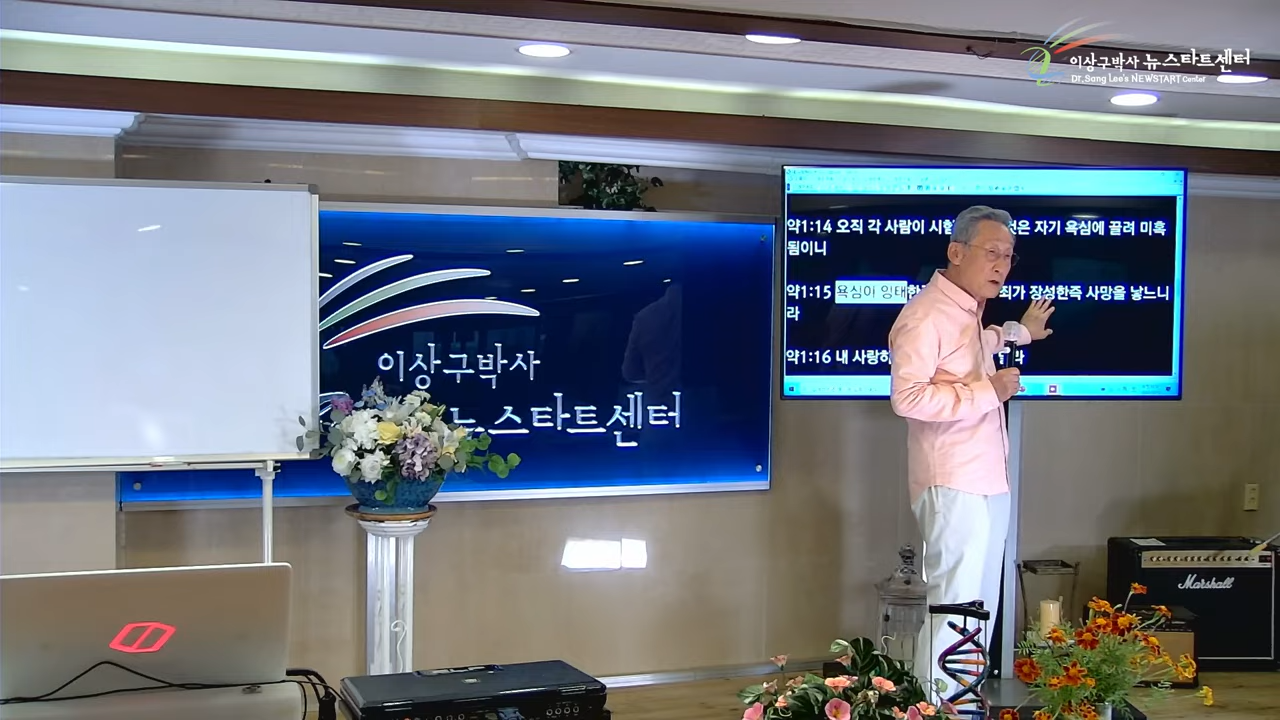 이상구박사 뉴스타트센터
Dr.Sang Lee's NEWSTART Center
약1:14 오직 각 사람이 시험 것은 자기 욕심에 끌려 미혹
됨이니
약1:15 욕심이 잉태한 죄가 장성한즉 사망을 낳느니
라
약1:16 내 사랑하 라
이상구박사
뉴스타트센터
Marshall